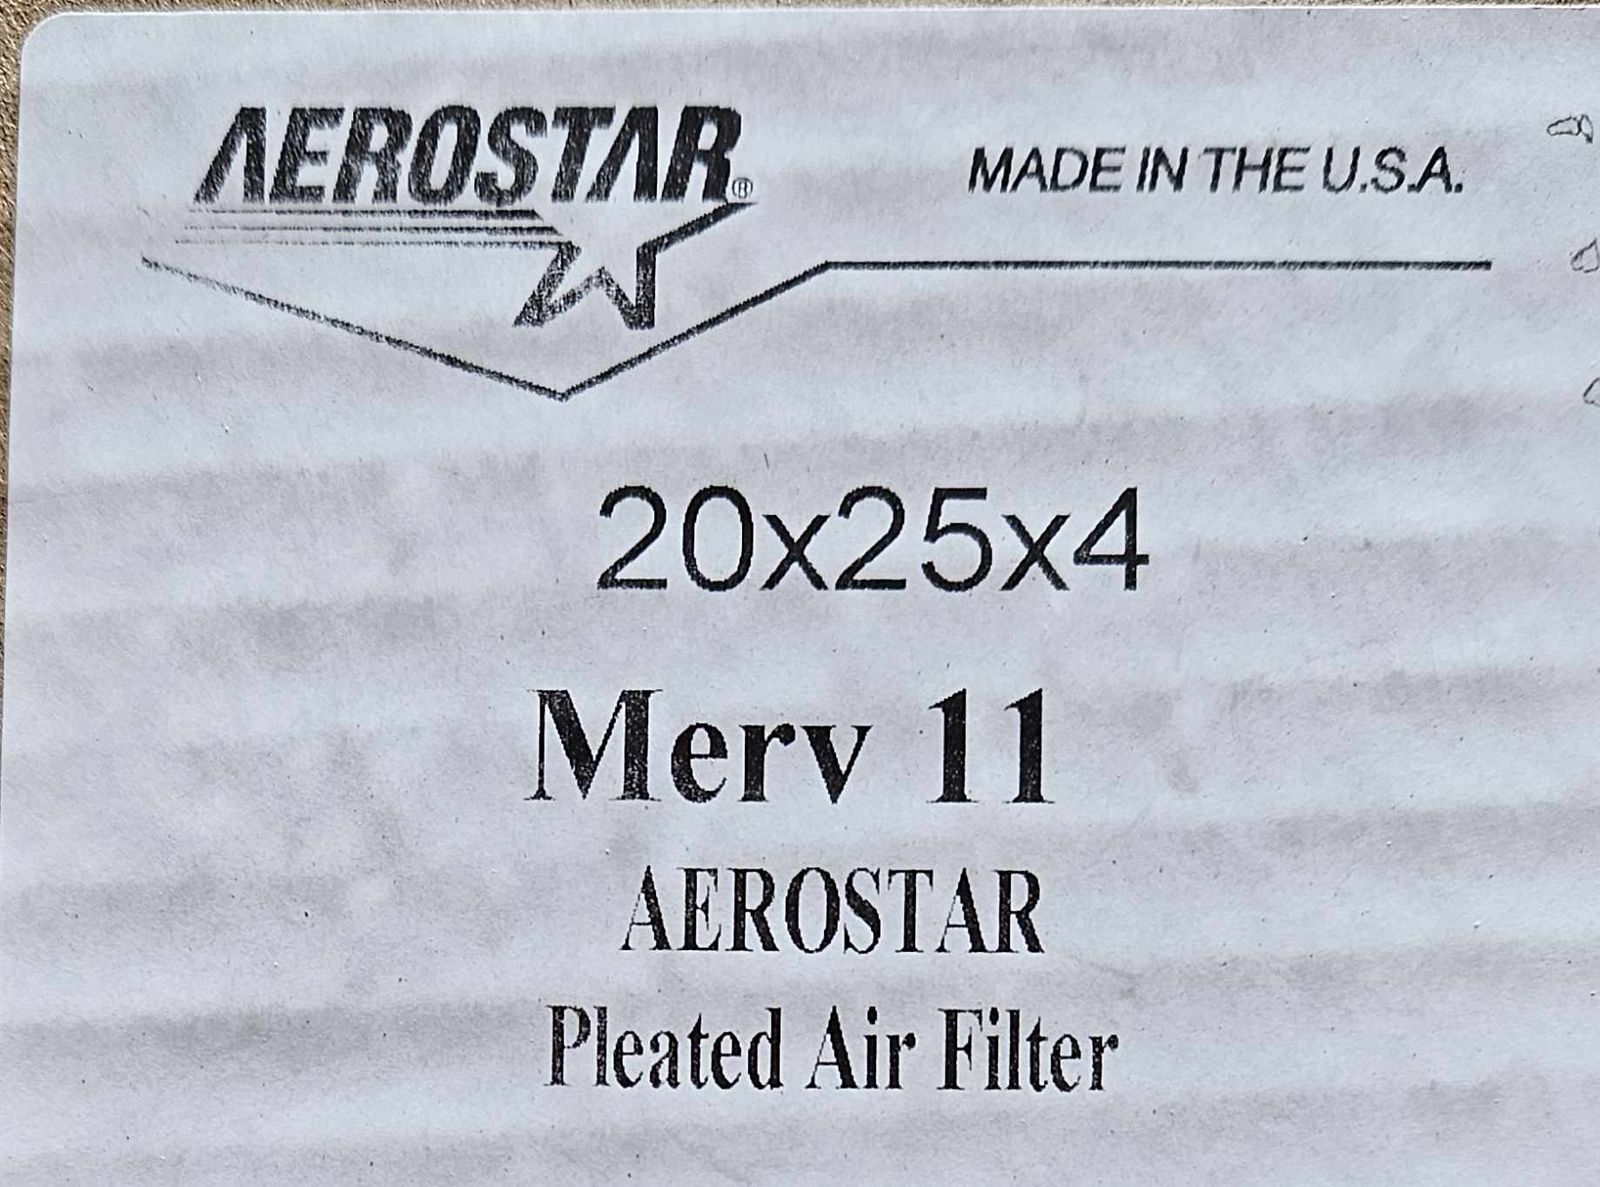 AEROSTAR®
MADE IN THE U.S.A.
20x25x4
Merv 11
AEROSTAR
Pleated Air Filter